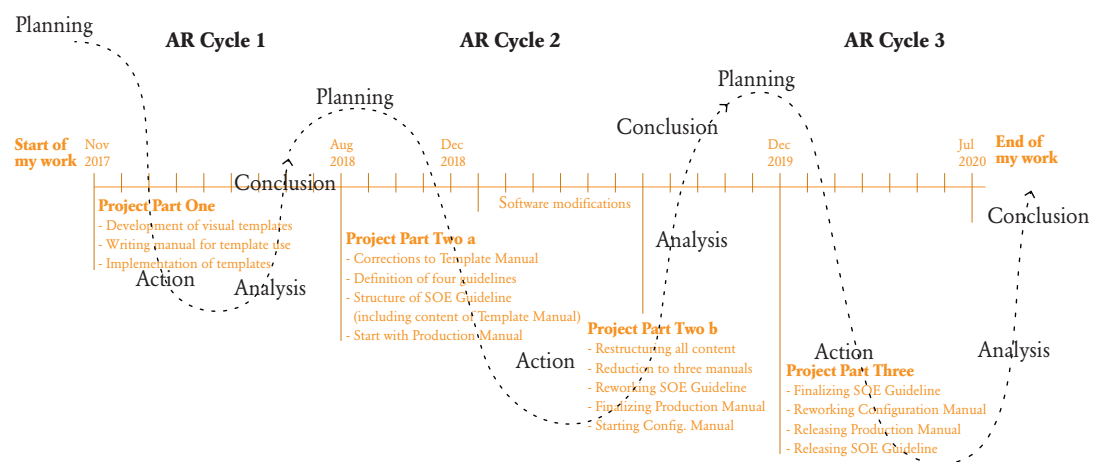 Planning
AR Cycle 1
AR Cycle 2
AR Cycle 3
Planning
Planning
Conclusion
Start of
my work
Nov
2017
Aug
2018
Dec
2018
Dec
2019
Jul
2020
End of
my work
Conclusion
Conclusion
Project Part One
- Development of visual templates
- Writing manual for template use
- Implementation of templates
Action
Analysis
Software modifications
Project Part Two a
- Corrections to Template Manual
- Definition of four guidelines
- Structure of SOE Guideline
(including content of Template Manual)
- Start with Production Manual
Analysis
Action
Project Part Two b
- Restructuring all content
- Reduction to three manuals
- Reworking SOE Guideline
- Finalizing Production Manual
- Starting Config. Manual
Action
Analysis
Project Part Three
- Finalizing SOE Guideline
- Reworking Configuration Manual
- Releasing Production Manual
- Releasing SOE Guideline